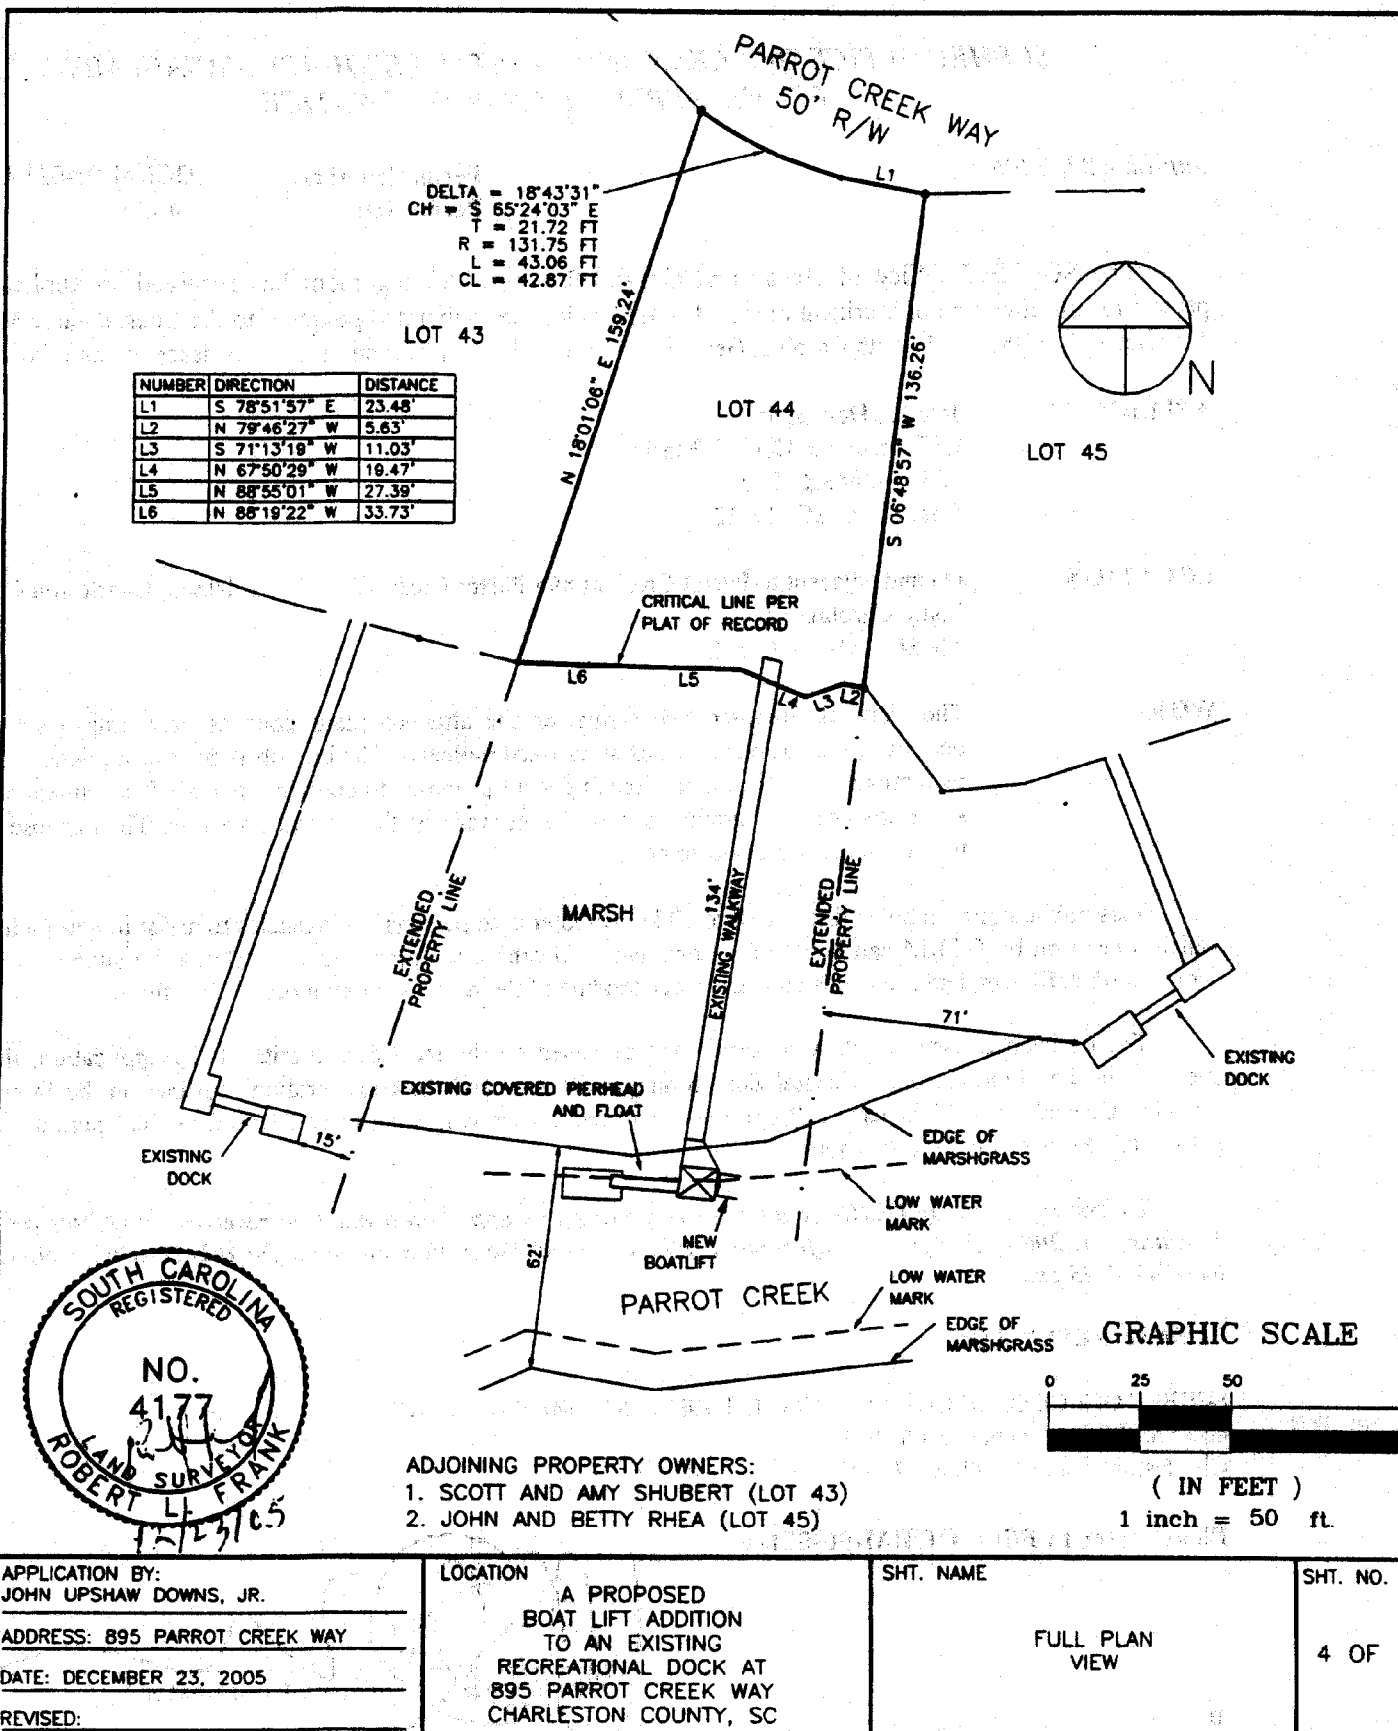 PARROT CREEK WAY
50' R/W
L1
DELTA = 18°43'31"
CH = S 65°24'03" E
T = 21.72 FT
R = 131.75 FT
L = 43.06 FT
CL = 42.87 FT
LOT 43
N 18°01'06" E 159.24'
LOT 44
S 06°48'57" W 136.26'
N
LOT 45
NUMBER DIRECTION DISTANCE
L1 S 78°51'57" E 23.48'
L2 N 79°46'27" W 5.63'
L3 S 71°13'19" W 11.03'
L4 N 67°50'29" W 19.47'
L5 N 88°55'01" W 27.39'
L6 N 88°19'22" W 33.73'
CRITICAL LINE PER
PLAT OF RECORD
L6
L5
L4
L3
L2
EXTENDED
PROPERTY LINE
MARSH
134'
EXISTING WALKWAY
EXTENDED
PROPERTY LINE
71'
EXISTING
DOCK
EXISTING COVERED PIERHEAD
AND FLOAT
EDGE OF
MARSHGRASS
15'
EXISTING
DOCK
LOW WATER
MARK
NEW
BOATLIFT
62'
PARROT CREEK
LOW WATER
MARK
EDGE OF
MARSHGRASS
GRAPHIC SCALE
0 25 50
( IN FEET )
1 inch = 50 ft.
SOUTH CAROLINA
REGISTERED
NO.
4177
LAND SURVEYOR
ROBERT L. FRANK
12/23/05
ADJOINING PROPERTY OWNERS:
1. SCOTT AND AMY SHUBERT (LOT 43)
2. JOHN AND BETTY RHEA (LOT 45)
APPLICATION BY:
JOHN UPSHAW DOWNS, JR.
ADDRESS: 895 PARROT CREEK WAY
DATE: DECEMBER 23, 2005
REVISED:
LOCATION
A PROPOSED
BOAT LIFT ADDITION
TO AN EXISTING
RECREATIONAL DOCK AT
895 PARROT CREEK WAY
CHARLESTON COUNTY, SC
SHT. NAME
FULL PLAN
VIEW
SHT. NO.
4 OF